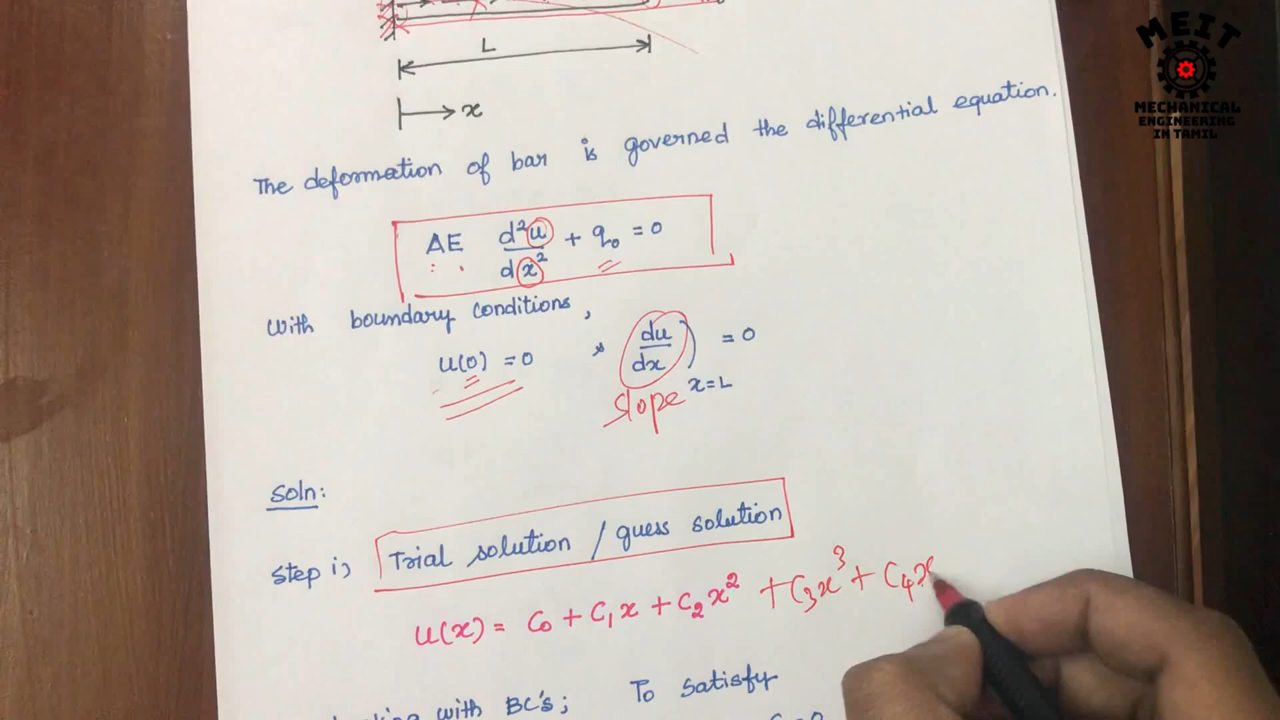 MEIT
MECHANICAL
ENGINEERING
IN TAMIL
L
x
The deformation of bar is governed the differential equation.
AE d²u/dx² + q₀ = 0
With boundary conditions,
u(0) = 0 , du/dx) x=L = 0
slope
Soln:
Step i, Trial solution / guess solution
u(x) = C₀ + C₁x + C₂x² + C₃x³ + C₄x
with BC's; To satisfy